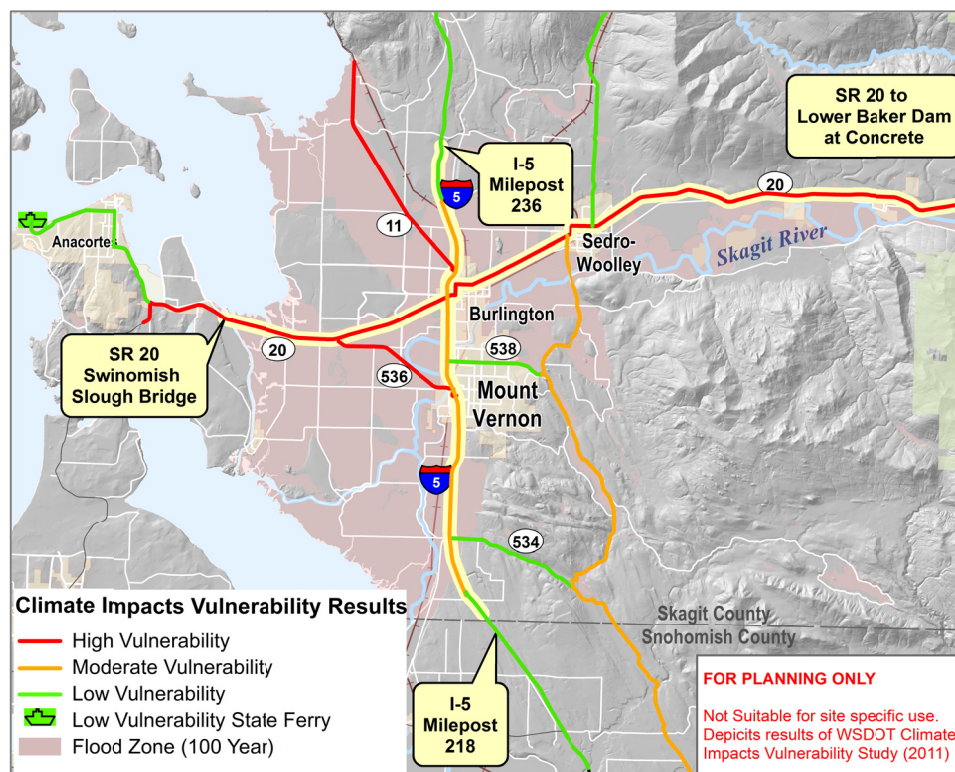 SR 20 to
Lower Baker Dam
at Concrete
I-5
Milepost
236
5
20
11
Anacortes
Sedro-
Woolley
Skagit River
Burlington
SR 20
Swinomish
Slough Bridge
20
538
536
Mount
Vernon
5
534
Skagit County
Snohomish County
Climate Impacts Vulnerability Results
High Vulnerability
Moderate Vulnerability
Low Vulnerability
Low Vulnerability State Ferry
Flood Zone (100 Year)
I-5
Milepost
218
FOR PLANNING ONLY
Not Suitable for site specific use.
Depicts results of WSDOT Climate
Impacts Vulnerability Study (2011)